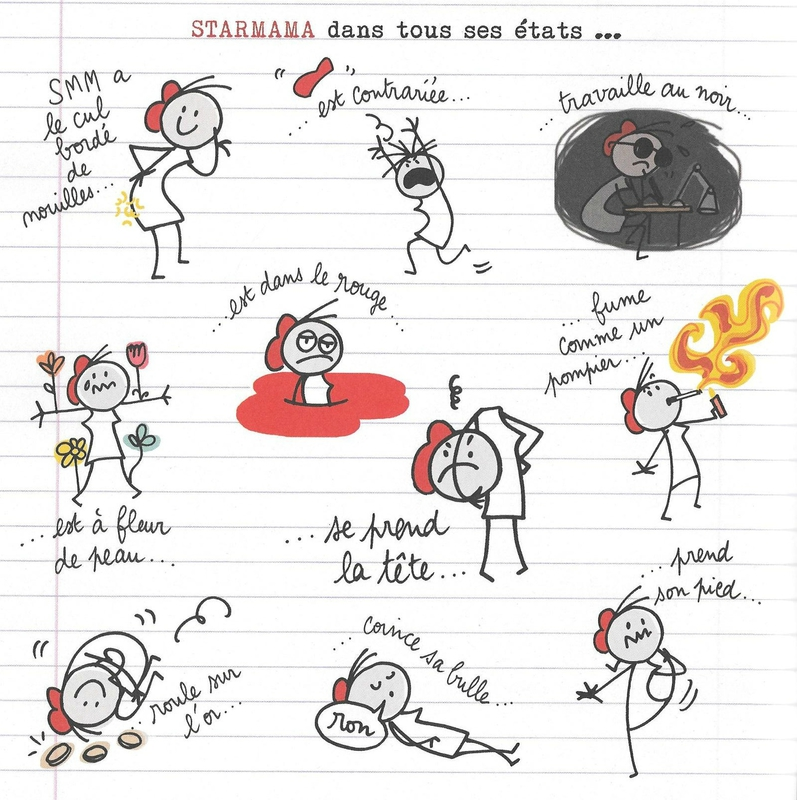 STARMAMA dans tous ses états ...
SMM a
le cul
bordé
de
nouilles...
" "
... est contrariée...
... travaille au noir...
...est dans le rouge...
... fume
comme un
pompier...
...est à fleur
de peau...
... se prend
la tête...
... prend
son pied...
...roule sur
l'or...
... coince sa bulle...
ron